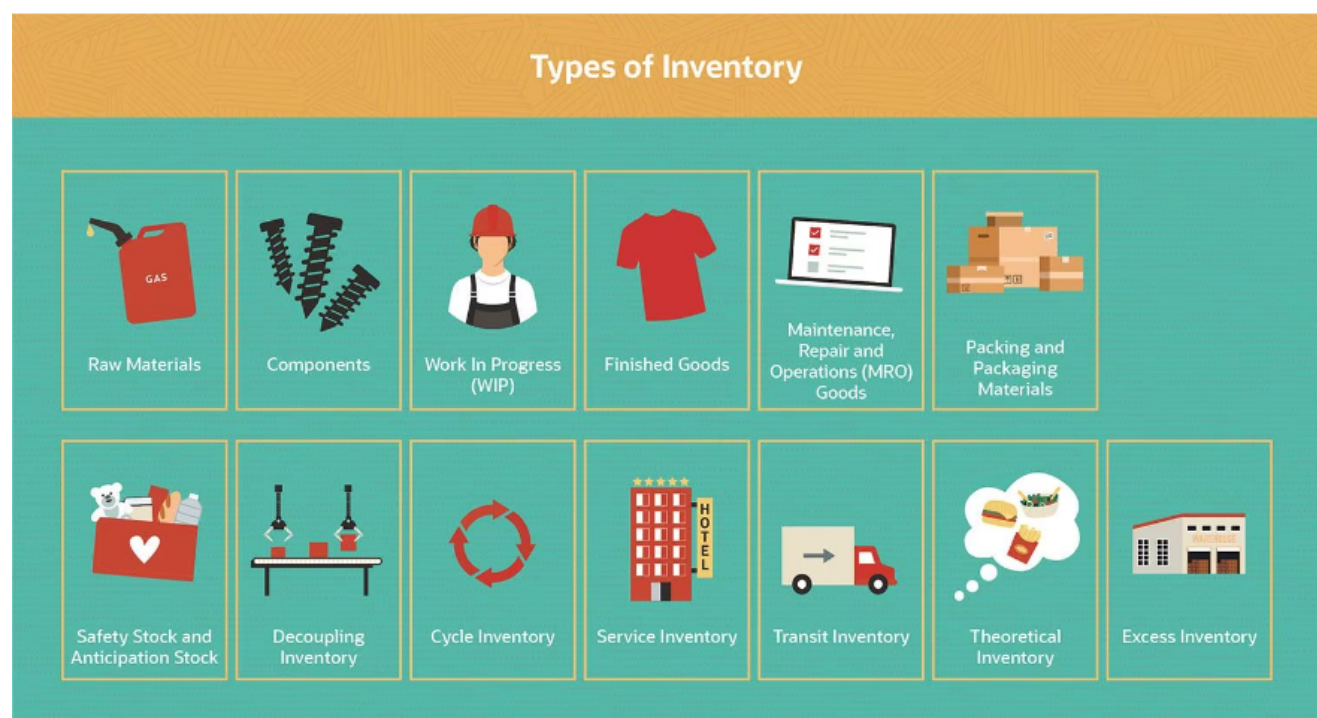 Types of Inventory
GAS
Raw Materials
Components
Work In Progress
(WIP)
Finished Goods
Maintenance,
Repair and
Operations (MRO)
Goods
Packing and
Packaging
Materials
Safety Stock and
Anticipation Stock
Decoupling
Inventory
Cycle Inventory
HOTEL
Service Inventory
Transit Inventory
Theoretical
Inventory
WAREHOUSE
Excess Inventory